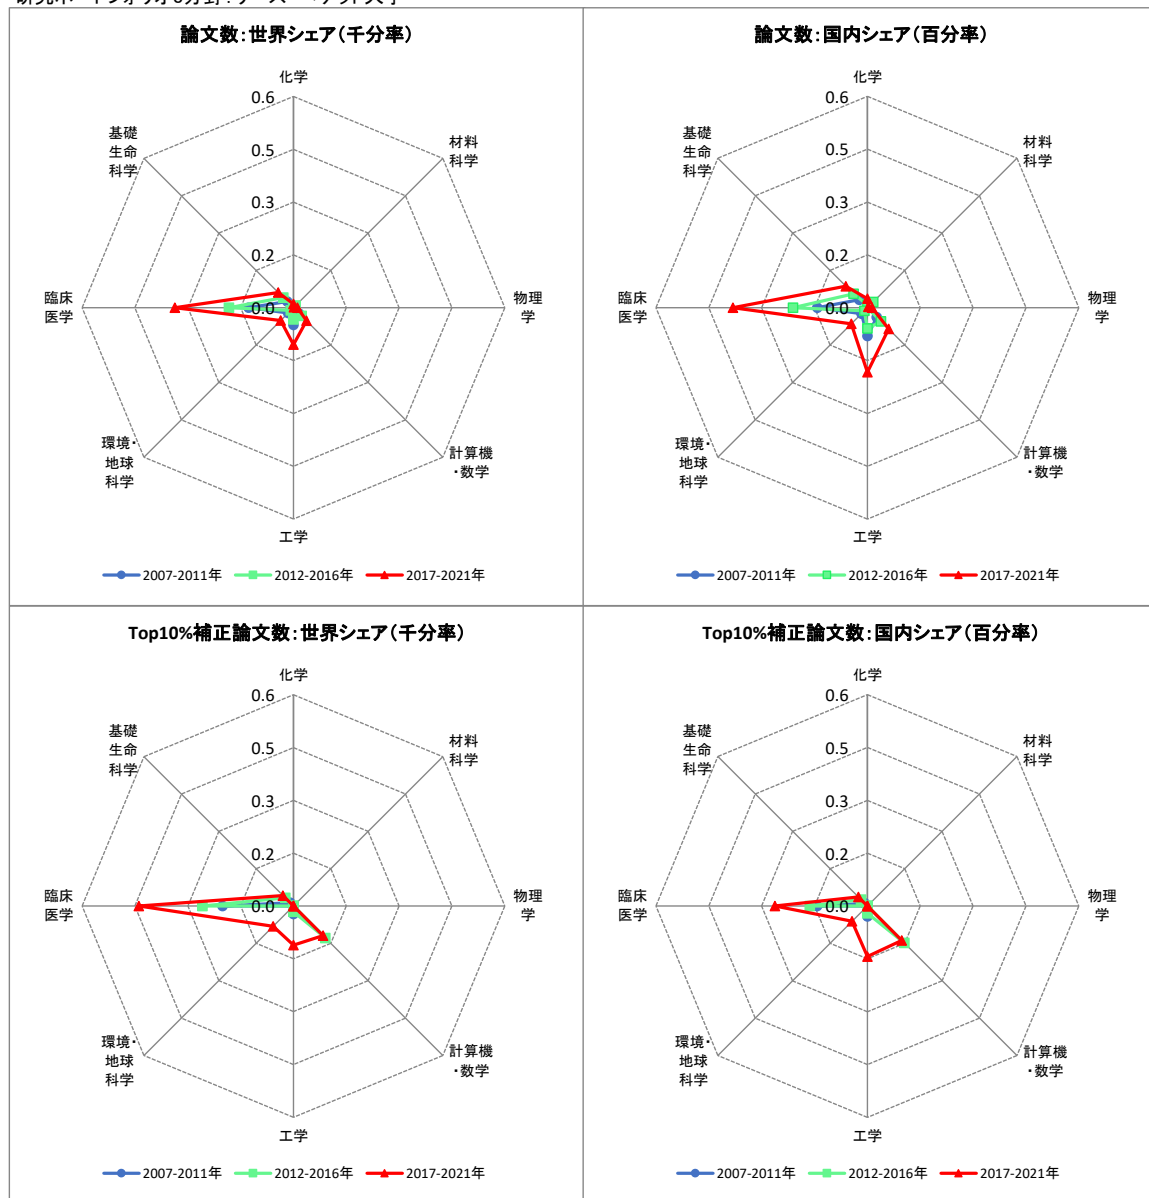 論文数：世界シェア（千分率）
化学
0.6
0.5
0.3
0.2
0.0
材料
科学
物理
学
計算機
・数学
工学
環境・
地球
科学
臨床
医学
基礎
生命
科学
2007-2011年 2012-2016年 2017-2021年
論文数：国内シェア（百分率）
化学
0.6
0.5
0.3
0.2
0.0
材料
科学
物理
学
計算機
・数学
工学
環境・
地球
科学
臨床
医学
基礎
生命
科学
2007-2011年 2012-2016年 2017-2021年
Top10%補正論文数：世界シェア（千分率）
化学
0.6
0.5
0.3
0.2
0.0
材料
科学
物理
学
計算機
・数学
工学
環境・
地球
科学
臨床
医学
基礎
生命
科学
2007-2011年 2012-2016年 2017-2021年
Top10%補正論文数：国内シェア（百分率）
化学
0.6
0.5
0.3
0.2
0.0
材料
科学
物理
学
計算機
・数学
工学
環境・
地球
科学
臨床
医学
基礎
生命
科学
2007-2011年 2012-2016年 2017-2021年